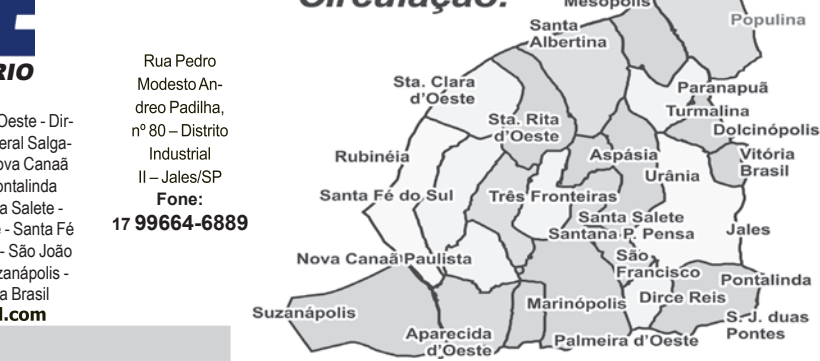 Circulação:
RIO
Oeste - Dir-
eral Salga-
ova Canaã
ontalinda
a Salete -
- Santa Fé
- São João
zanápolis -
a Brasil
l.com
Rua Pedro
Modesto An-
dreo Padilha,
nº 80 – Distrito
Industrial
II – Jales/SP
Fone:
17 99664-6889
Mesópolis
Populina
Santa
Albertina
Sta. Clara
d’Oeste
Paranapuã
Turmalina
Sta. Rita
d’Oeste
Dolcinópolis
Rubinéia
Aspásia
Vitória
Brasil
Urânia
Santa Fé do Sul
Três Fronteiras
Santa Salete
Santana P. Pensa
Jales
Nova Canaã Paulista
São
Francisco
Pontalinda
Suzanápolis
Marinópolis
Dirce Reis
S. J. duas
Pontes
Aparecida
d’Oeste
Palmeira d’Oeste